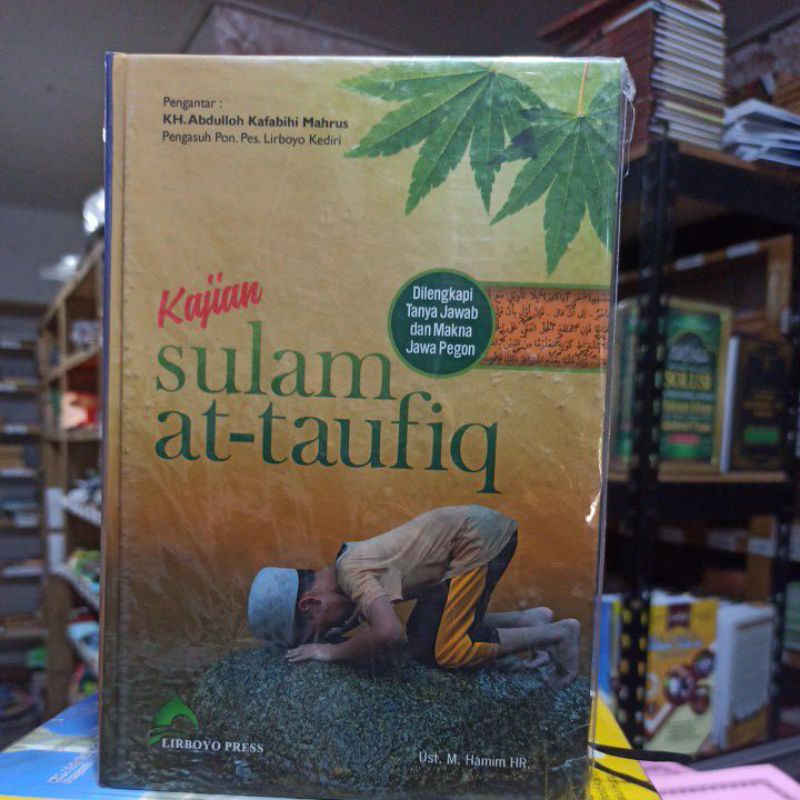 Pengantar :
KH. Abdulloh Kafabihi Mahrus
Pengasuh Pon. Pes. Lirboyo Kediri
Kajian
sulam
at-taufiq
Dilengkapi
Tanya Jawab
dan Makna
Jawa Pegon
LIRBOYO PRESS
Ust. M. Hamim HR.
SOLUSI